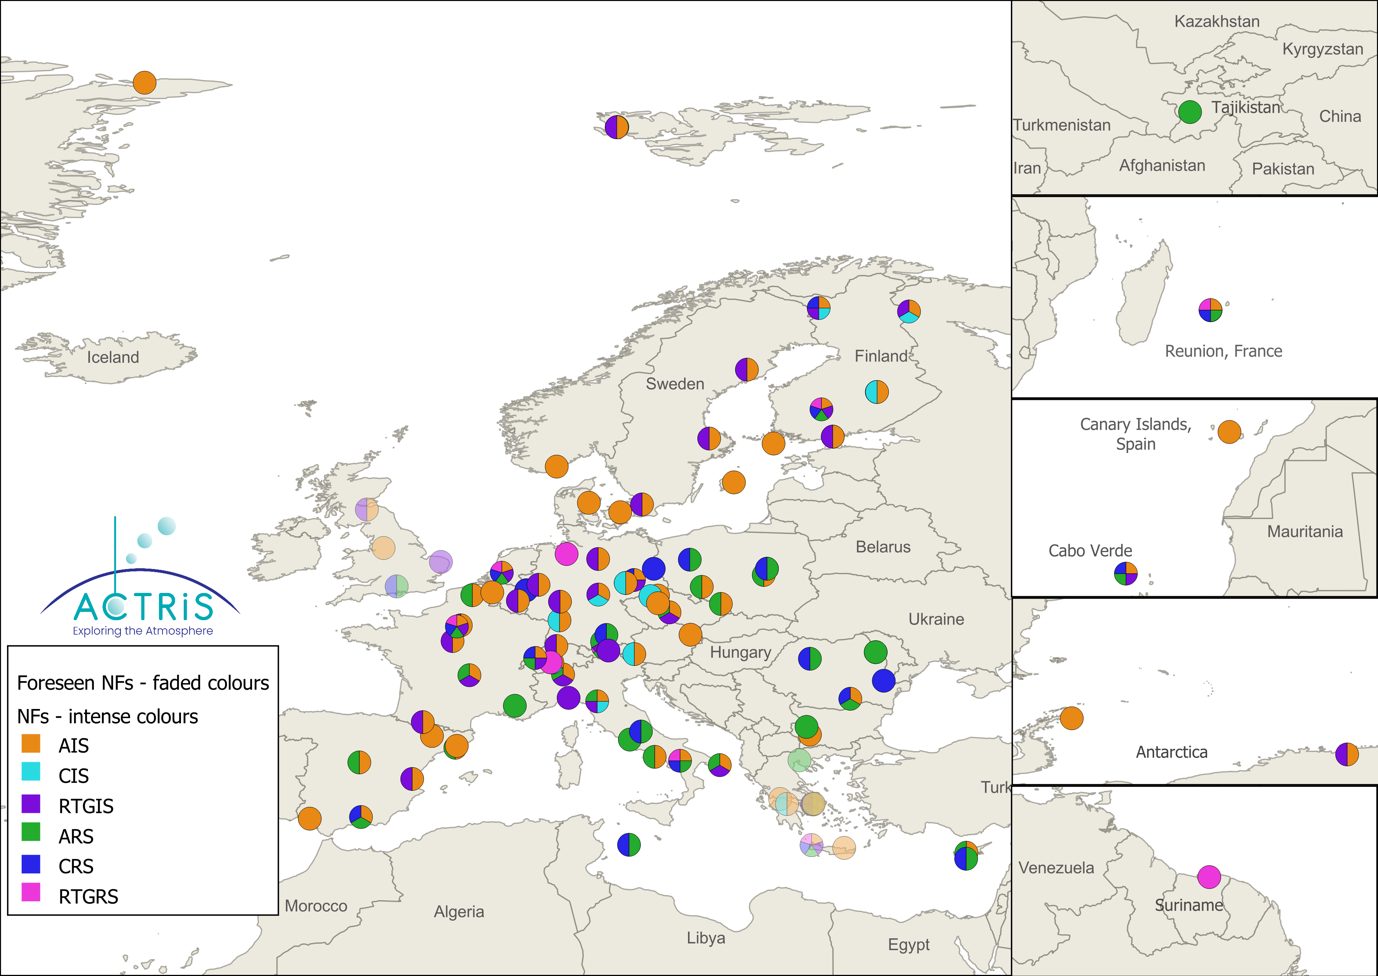 Kazakhstan
Kyrgyzstan
Tajikistan
China
Turkmenistan
Iran
Afghanistan
Pakistan
Reunion, France
Canary Islands,
Spain
Mauritania
Cabo Verde
Antarctica
Venezuela
Suriname
Iceland
Finland
Sweden
Belarus
Ukraine
Hungary
Turk
Morocco
Algeria
Libya
Egypt
ACTRiS
Exploring the Atmosphere
Foreseen NFs - faded colours
NFs - intense colours
AIS
CIS
RTGIS
ARS
CRS
RTGRS